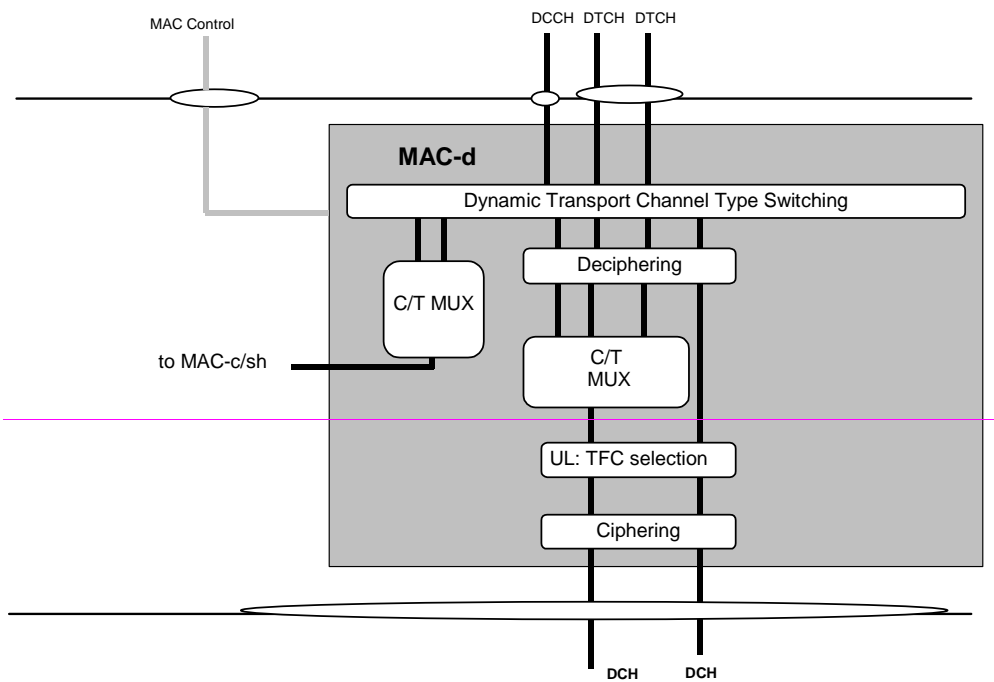 MAC Control
DCCH DTCH DTCH
MAC-d
Dynamic Transport Channel Type Switching
Deciphering
C/T MUX
to MAC-c/sh
C/T
MUX
UL: TFC selection
Ciphering
DCH
DCH